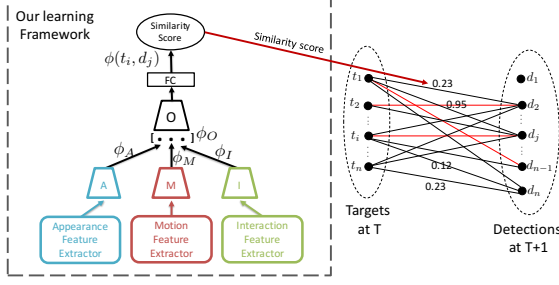 Our learning
Framework
Similarity
Score
Similarity score
ϕ(t_i, d_j)
FC
O
[ • • • ] ϕ_O
ϕ_A
ϕ_M
ϕ_I
A
M
I
Appearance
Feature
Extractor
Motion
Feature
Extractor
Interaction
Feature
Extractor
t_1
t_2
t_i
t_n
0.23
0.95
0.12
0.23
d_1
d_2
d_j
d_{n−1}
d_n
Targets
at T
Detections
at T+1